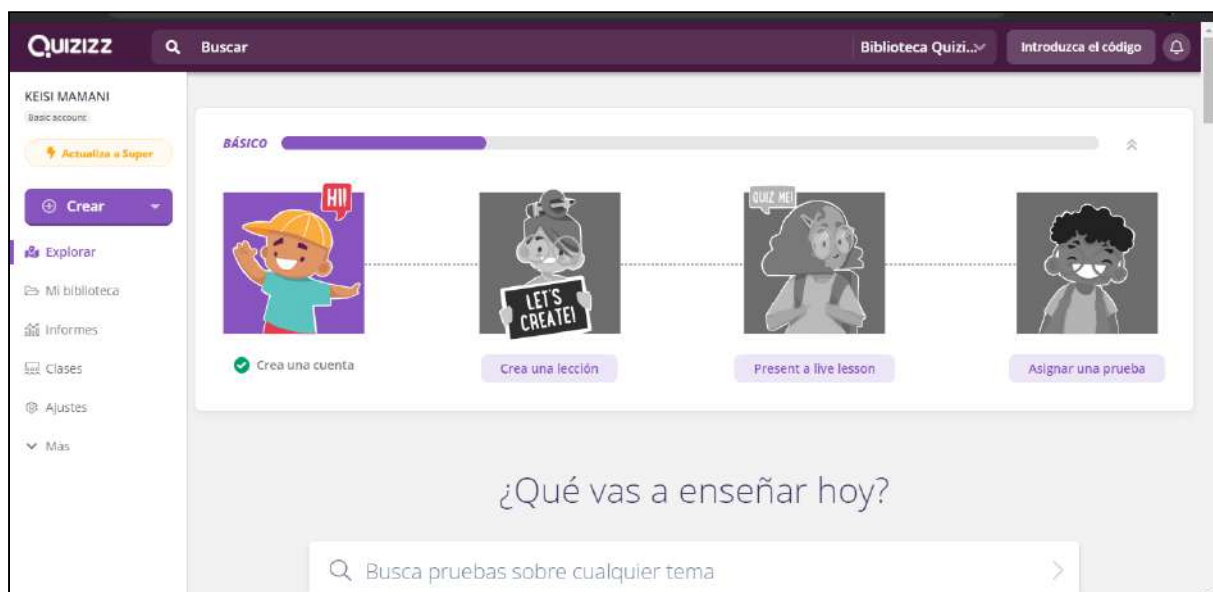 QUIZIZZ
Buscar
Biblioteca Quizi...
Introduzca el código
KEISI MAMANI
Basic account
Actualiza a Super
Crear
Explorar
Mi biblioteca
Informes
Clases
Ajustes
Más
BÁSICO
HI!
LET'S
CREATE!
QUIZ ME!
Crea una cuenta
Crea una lección
Present a live lesson
Asignar una prueba
¿Qué vas a enseñar hoy?
Busca pruebas sobre cualquier tema